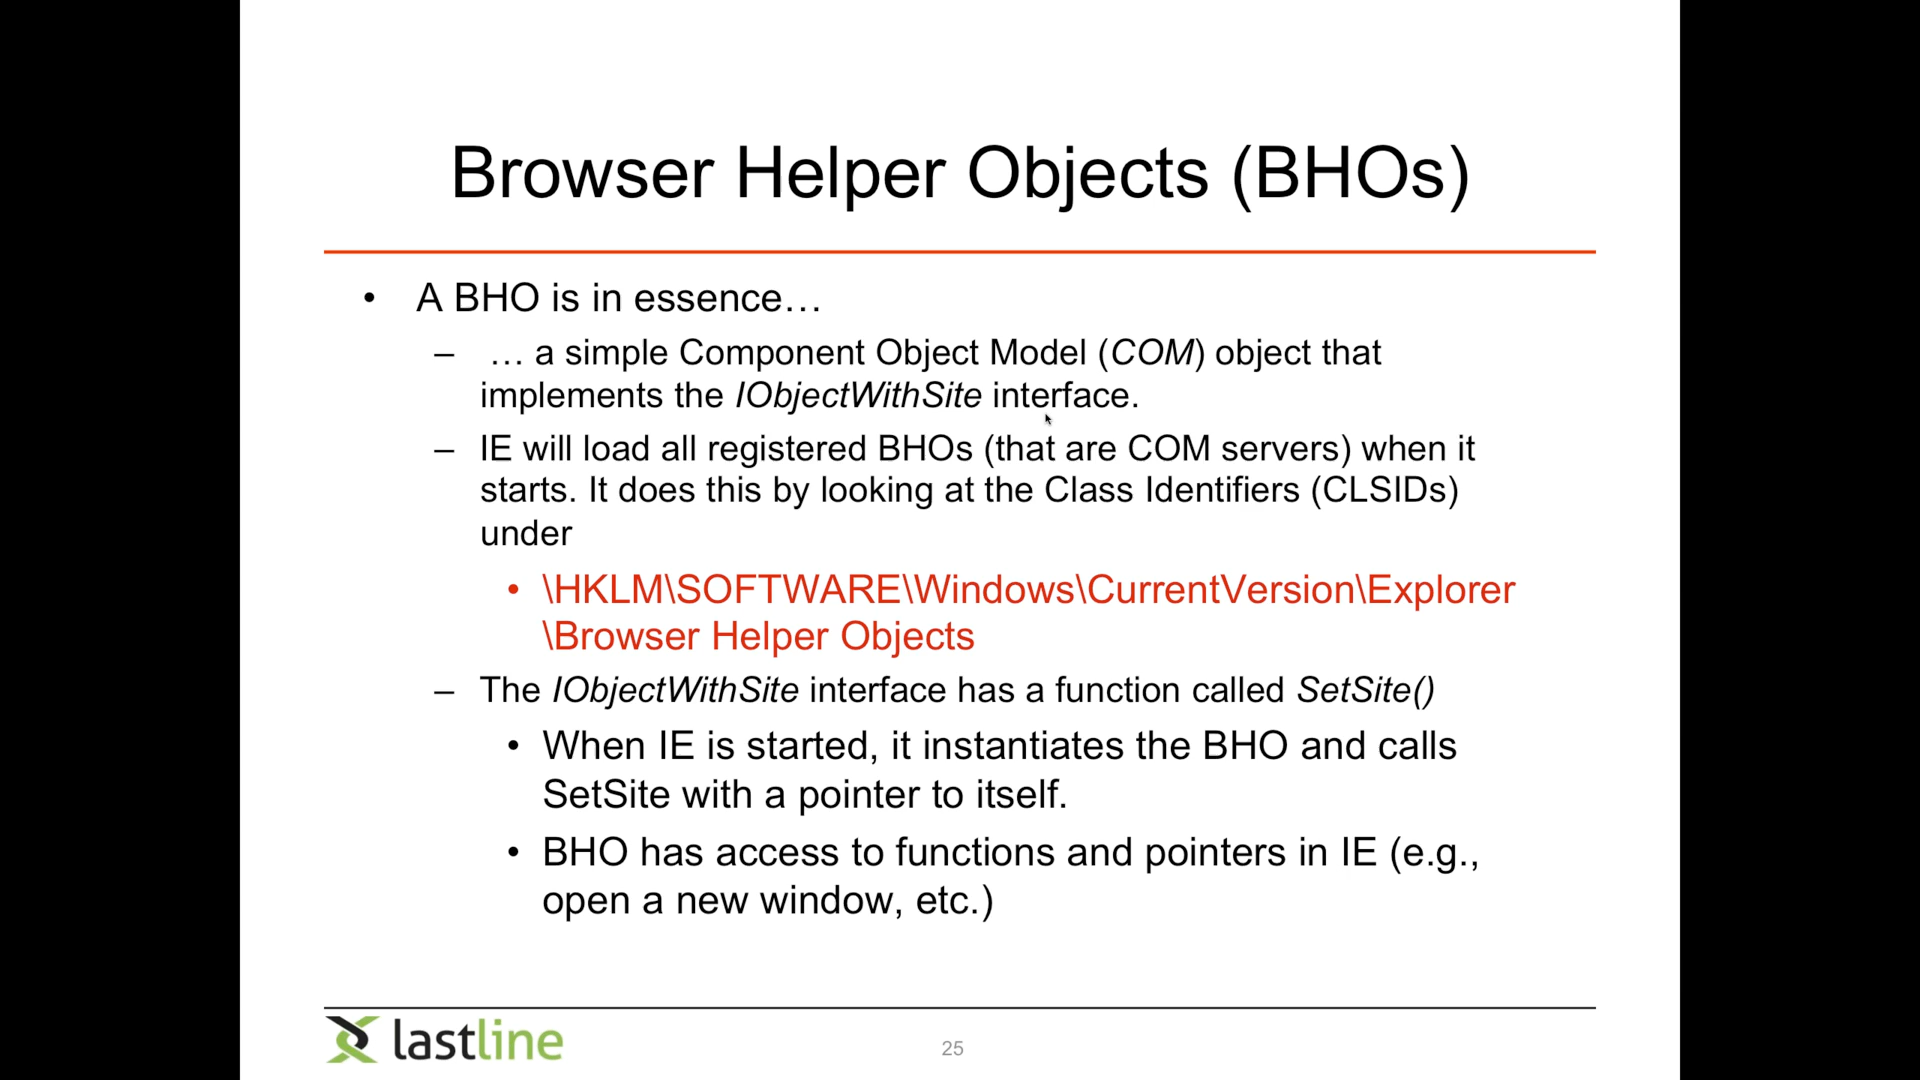 Browser Helper Objects (BHOs)
• A BHO is in essence…
– … a simple Component Object Model (COM) object that
implements the IObjectWithSite interface.
– IE will load all registered BHOs (that are COM servers) when it
starts. It does this by looking at the Class Identifiers (CLSIDs)
under
• \HKLM\SOFTWARE\Windows\CurrentVersion\Explorer
\Browser Helper Objects
– The IObjectWithSite interface has a function called SetSite()
• When IE is started, it instantiates the BHO and calls
SetSite with a pointer to itself.
• BHO has access to functions and pointers in IE (e.g.,
open a new window, etc.)
lastline
25